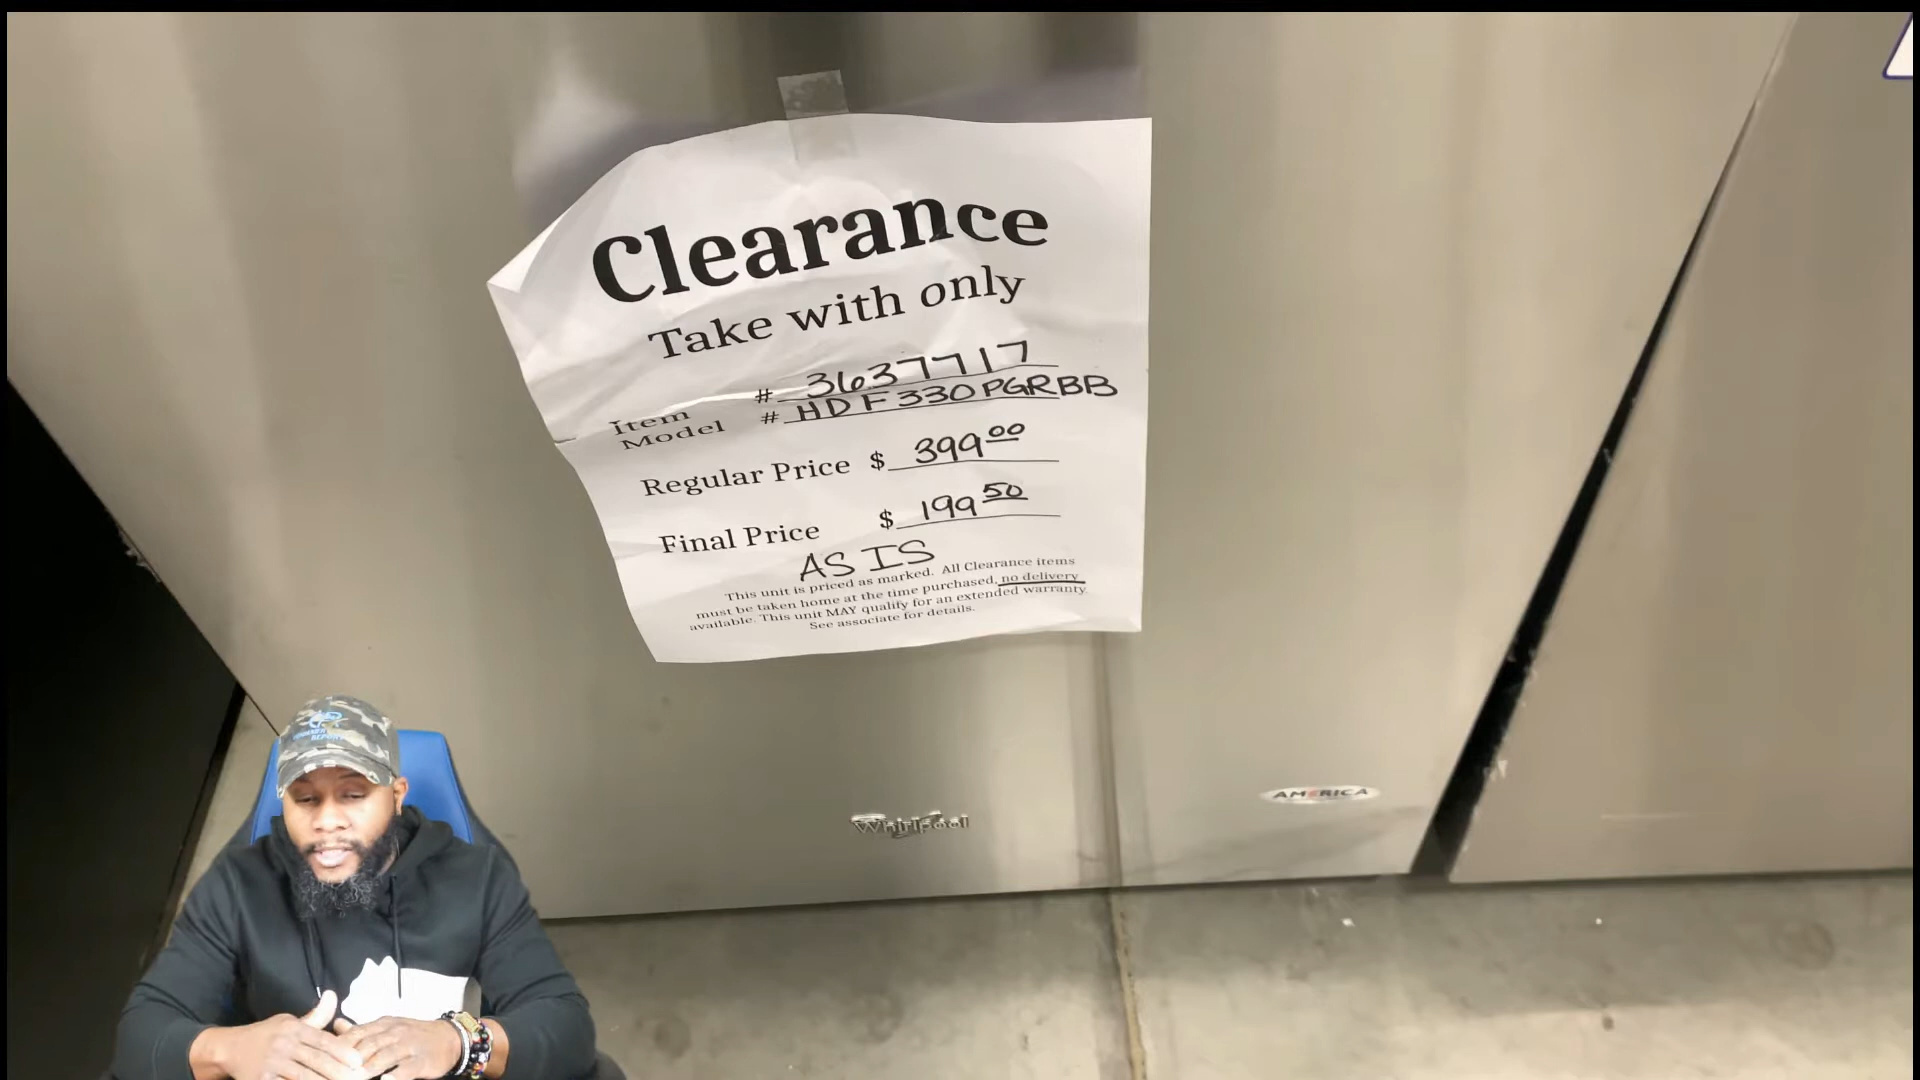 Clearance
Take with only
Item # 3637717
Model # HDF330PGRBB
Regular Price $ 399.00
Final Price $ 199.50
AS IS
This unit is priced as marked. All Clearance items
must be taken home at the time purchased, no delivery
available. This unit MAY qualify for an extended warranty.
See associate for details.
Whirlpool
AMERICA